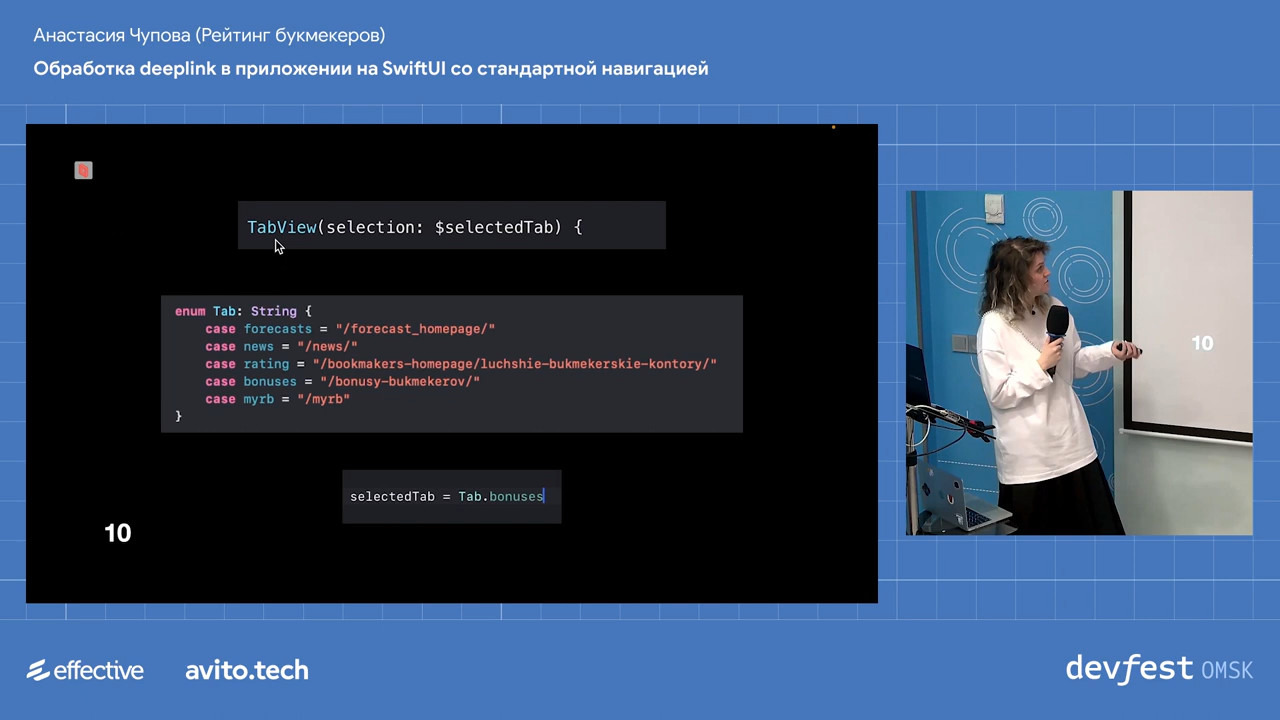 Анастасия Чупова (Рейтинг букмекеров)
Обработка deeplink в приложении на SwiftUI со стандартной навигацией
TabView(selection: $selectedTab) {
enum Tab: String {
case forecasts = "/forecast_homepage/"
case news = "/news/"
case rating = "/bookmakers-homepage/luchshie-bukmekerskie-kontory/"
case bonuses = "/bonusy-bukmekerov/"
case myrb = "/myrb"
}
selectedTab = Tab.bonuses
10
10
effective
avito.tech
devfest OMSK